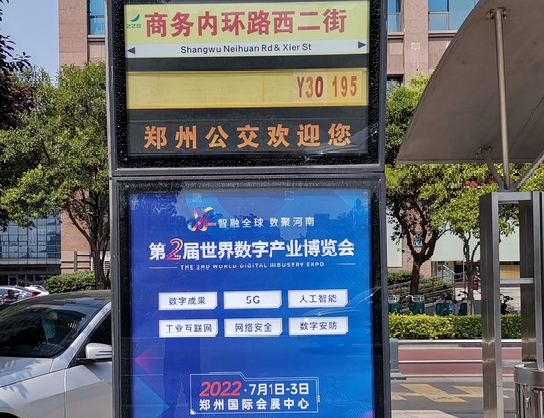 ZZB
商务内环路西二街
Shangwu Neihuan Rd & Xier St
Y30 195
郑州公交欢迎您
智融全球 数聚河南
第2届世界数字产业博览会
THE 2ND WORLD DIGITAL INDUSTRY EXPO
数字成果 5G 人工智能
工业互联网 网络安全 数字安防
2022·7月1日-3日
郑州国际会展中心